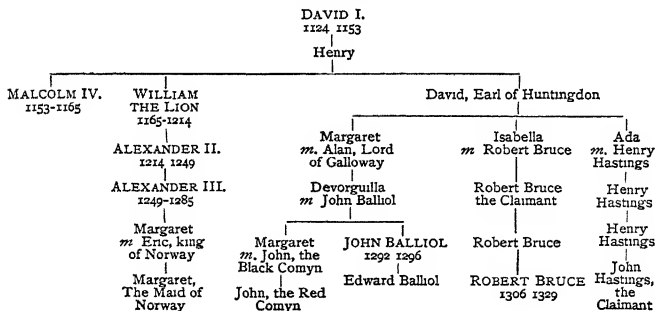 DAVID I.
1124 1153
Henry
MALCOLM IV.
1153-1165
WILLIAM
THE LION
1165-1214
David, Earl of Huntingdon
ALEXANDER II.
1214 1249
ALEXANDER III.
1249-1285
Margaret
m Eric, king
of Norway
Margaret,
The Maid of
Norway
Margaret
m. Alan, Lord
of Galloway
Devorguilla
m John Balliol
Margaret
m. John, the
Black Comyn
John, the Red
Comyn
JOHN BALLIOL
1292 1296
Edward Balliol
Isabella
m Robert Bruce
Robert Bruce
the Claimant
Robert Bruce
ROBERT BRUCE
1306 1329
Ada
m. Henry
Hastings
Henry
Hastings
Henry
Hastings
John
Hastings,
the
Claimant